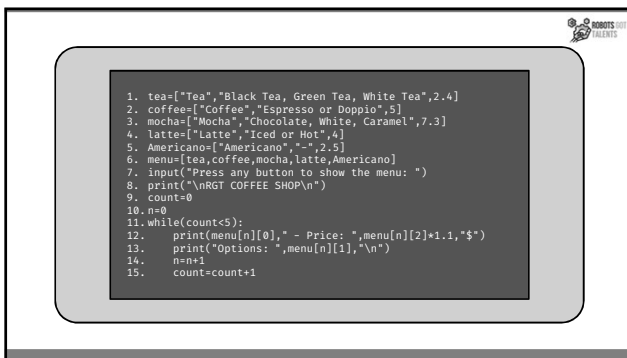 ROBOTS GOT
TALENTS
1. tea=["Tea","Black Tea, Green Tea, White Tea",2.4]
2. coffee=["Coffee","Espresso or Doppio",5]
3. mocha=["Mocha","Chocolate, White, Caramel",7.3]
4. latte=["Latte","Iced or Hot",4]
5. Americano=["Americano","-",2.5]
6. menu=[tea,coffee,mocha,latte,Americano]
7. input("Press any button to show the menu: ")
8. print("\nRGT COFFEE SHOP\n")
9. count=0
10. n=0
11. while(count<5):
12.     print(menu[n][0]," - Price: ",menu[n][2]*1.1,"$")
13.     print("Options: ",menu[n][1],"\n")
14.     n=n+1
15.     count=count+1